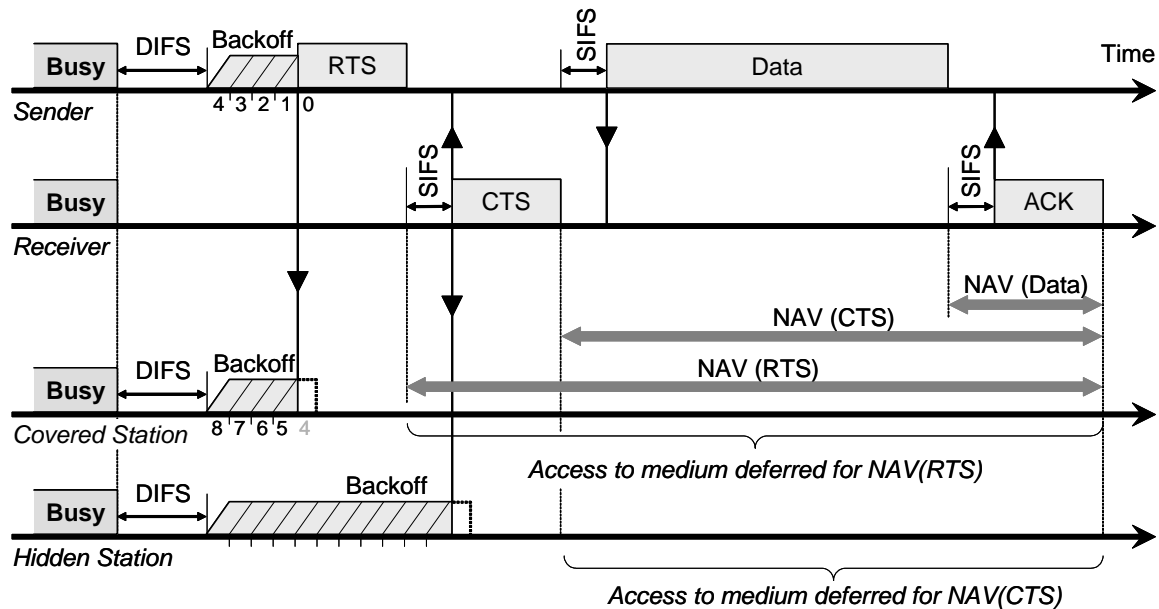 DIFS Backoff SIFS Time
Busy RTS Data
4 3 2 1 0
Sender
SIFS SIFS
Busy CTS ACK
Receiver
NAV (Data)
NAV (CTS)
DIFS Backoff NAV (RTS)
Busy
8 7 6 5 4
Covered Station
Access to medium deferred for NAV(RTS)
DIFS Backoff
Busy
Hidden Station
Access to medium deferred for NAV(CTS)